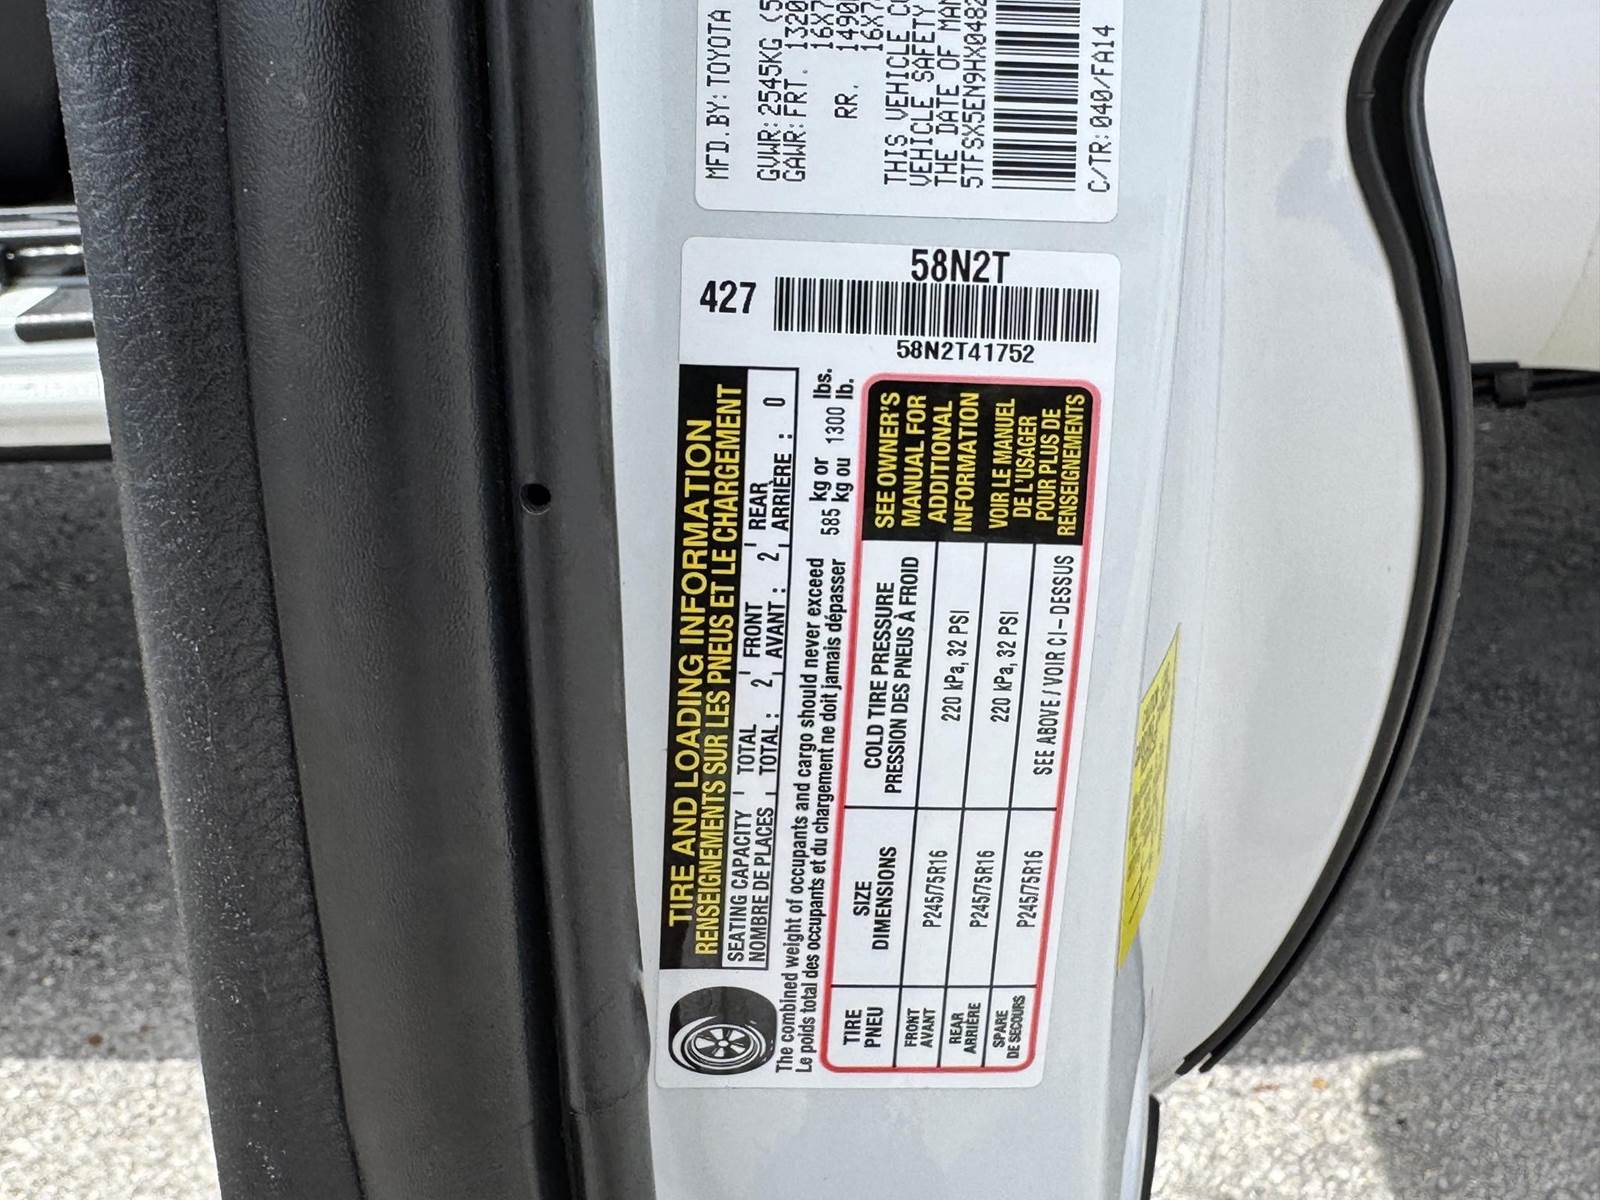 MFD.BY:TOYOTA
GVWR:2545KG (5
GAWR:FRT. 1320
16X7
RR. 1490
16X7
THIS VEHICLE CO
VEHICLE SAFETY
THE DATE OF MAN
5TFSX5EN9HX0482
C/TR:040/FA14
58N2T
427
58N2T41752
TIRE AND LOADING INFORMATION
RENSEIGNEMENTS SUR LES PNEUS ET LE CHARGEMENT
SEATING CAPACITY TOTAL 2 FRONT 2 REAR 0
NOMBRE DE PLACES TOTAL : AVANT : ARRIÈRE :
The combined weight of occupants and cargo should never exceed 585 kg or 1300 lbs.
Le poids total des occupants et du chargement ne doit jamais dépasser kg ou lb.
TIRE SIZE COLD TIRE PRESSURE
PNEU DIMENSIONS PRESSION DES PNEUS À FROID
FRONT
AVANT P245/75R16 220 kPa, 32 PSI
REAR
ARRIÈRE P245/75R16 220 kPa, 32 PSI
SPARE
DE SECOURS P245/75R16 SEE ABOVE / VOIR CI-DESSUS
SEE OWNER'S
MANUAL FOR
ADDITIONAL
INFORMATION
VOIR LE MANUEL
DE L'USAGER
POUR PLUS DE
RENSEIGNEMENTS